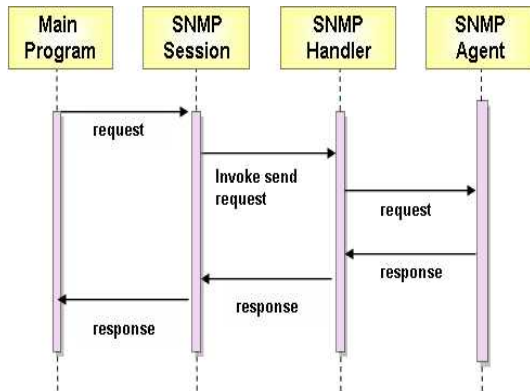 Main
Program
SNMP
Session
SNMP
Handler
SNMP
Agent
request
Invoke send
request
request
response
response
response